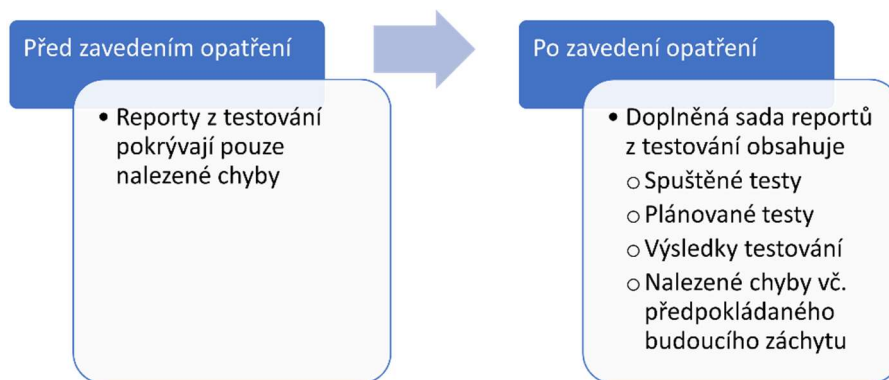 Před zavedením opatření
• Reporty z testování
pokrývají pouze
nalezené chyby
Po zavedení opatření
• Doplněná sada reportů
z testování obsahuje
o Spuštěné testy
o Plánované testy
o Výsledky testování
o Nalezené chyby vč.
předpokládaného
budoucího záchytu